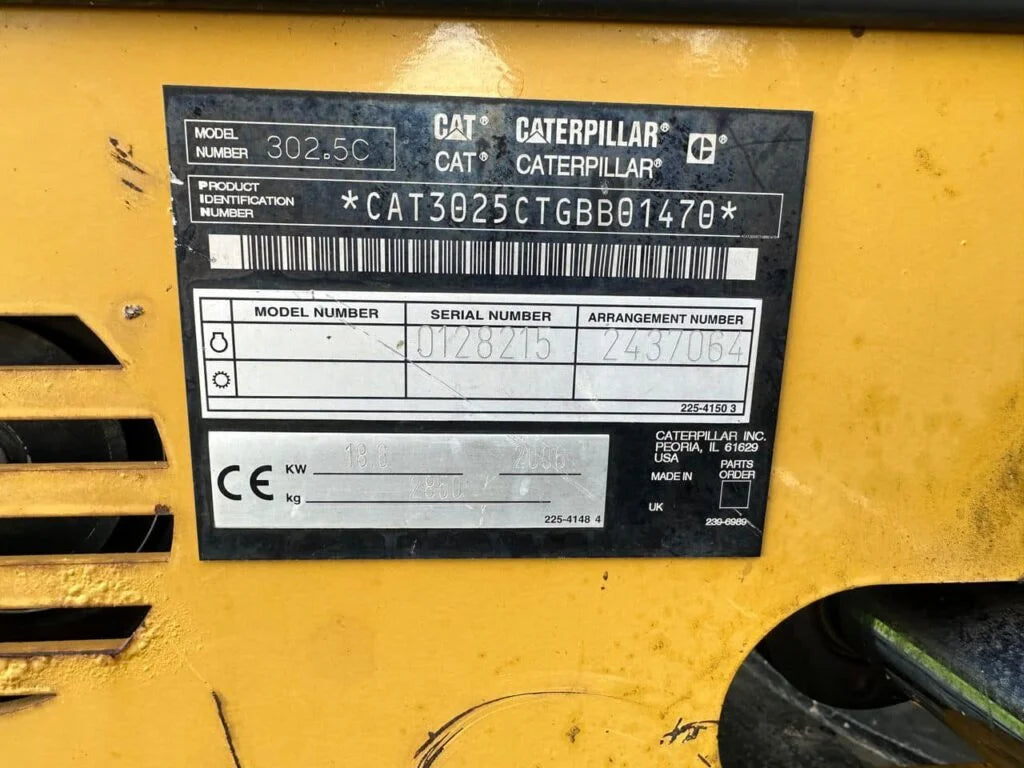 MODEL NUMBER 302.5C
CAT® CATERPILLAR®
CAT® CATERPILLAR®
PRODUCT IDENTIFICATION NUMBER *CAT3025CTGBB01470*
MODEL NUMBER SERIAL NUMBER ARRANGEMENT NUMBER
0128215 2437064
225-4150 3
CE
KW 18.6
kg 2850
225-4148 4
CATERPILLAR INC.
PEORIA, IL 61629
USA
MADE IN
UK
PARTS
ORDER
239-6989